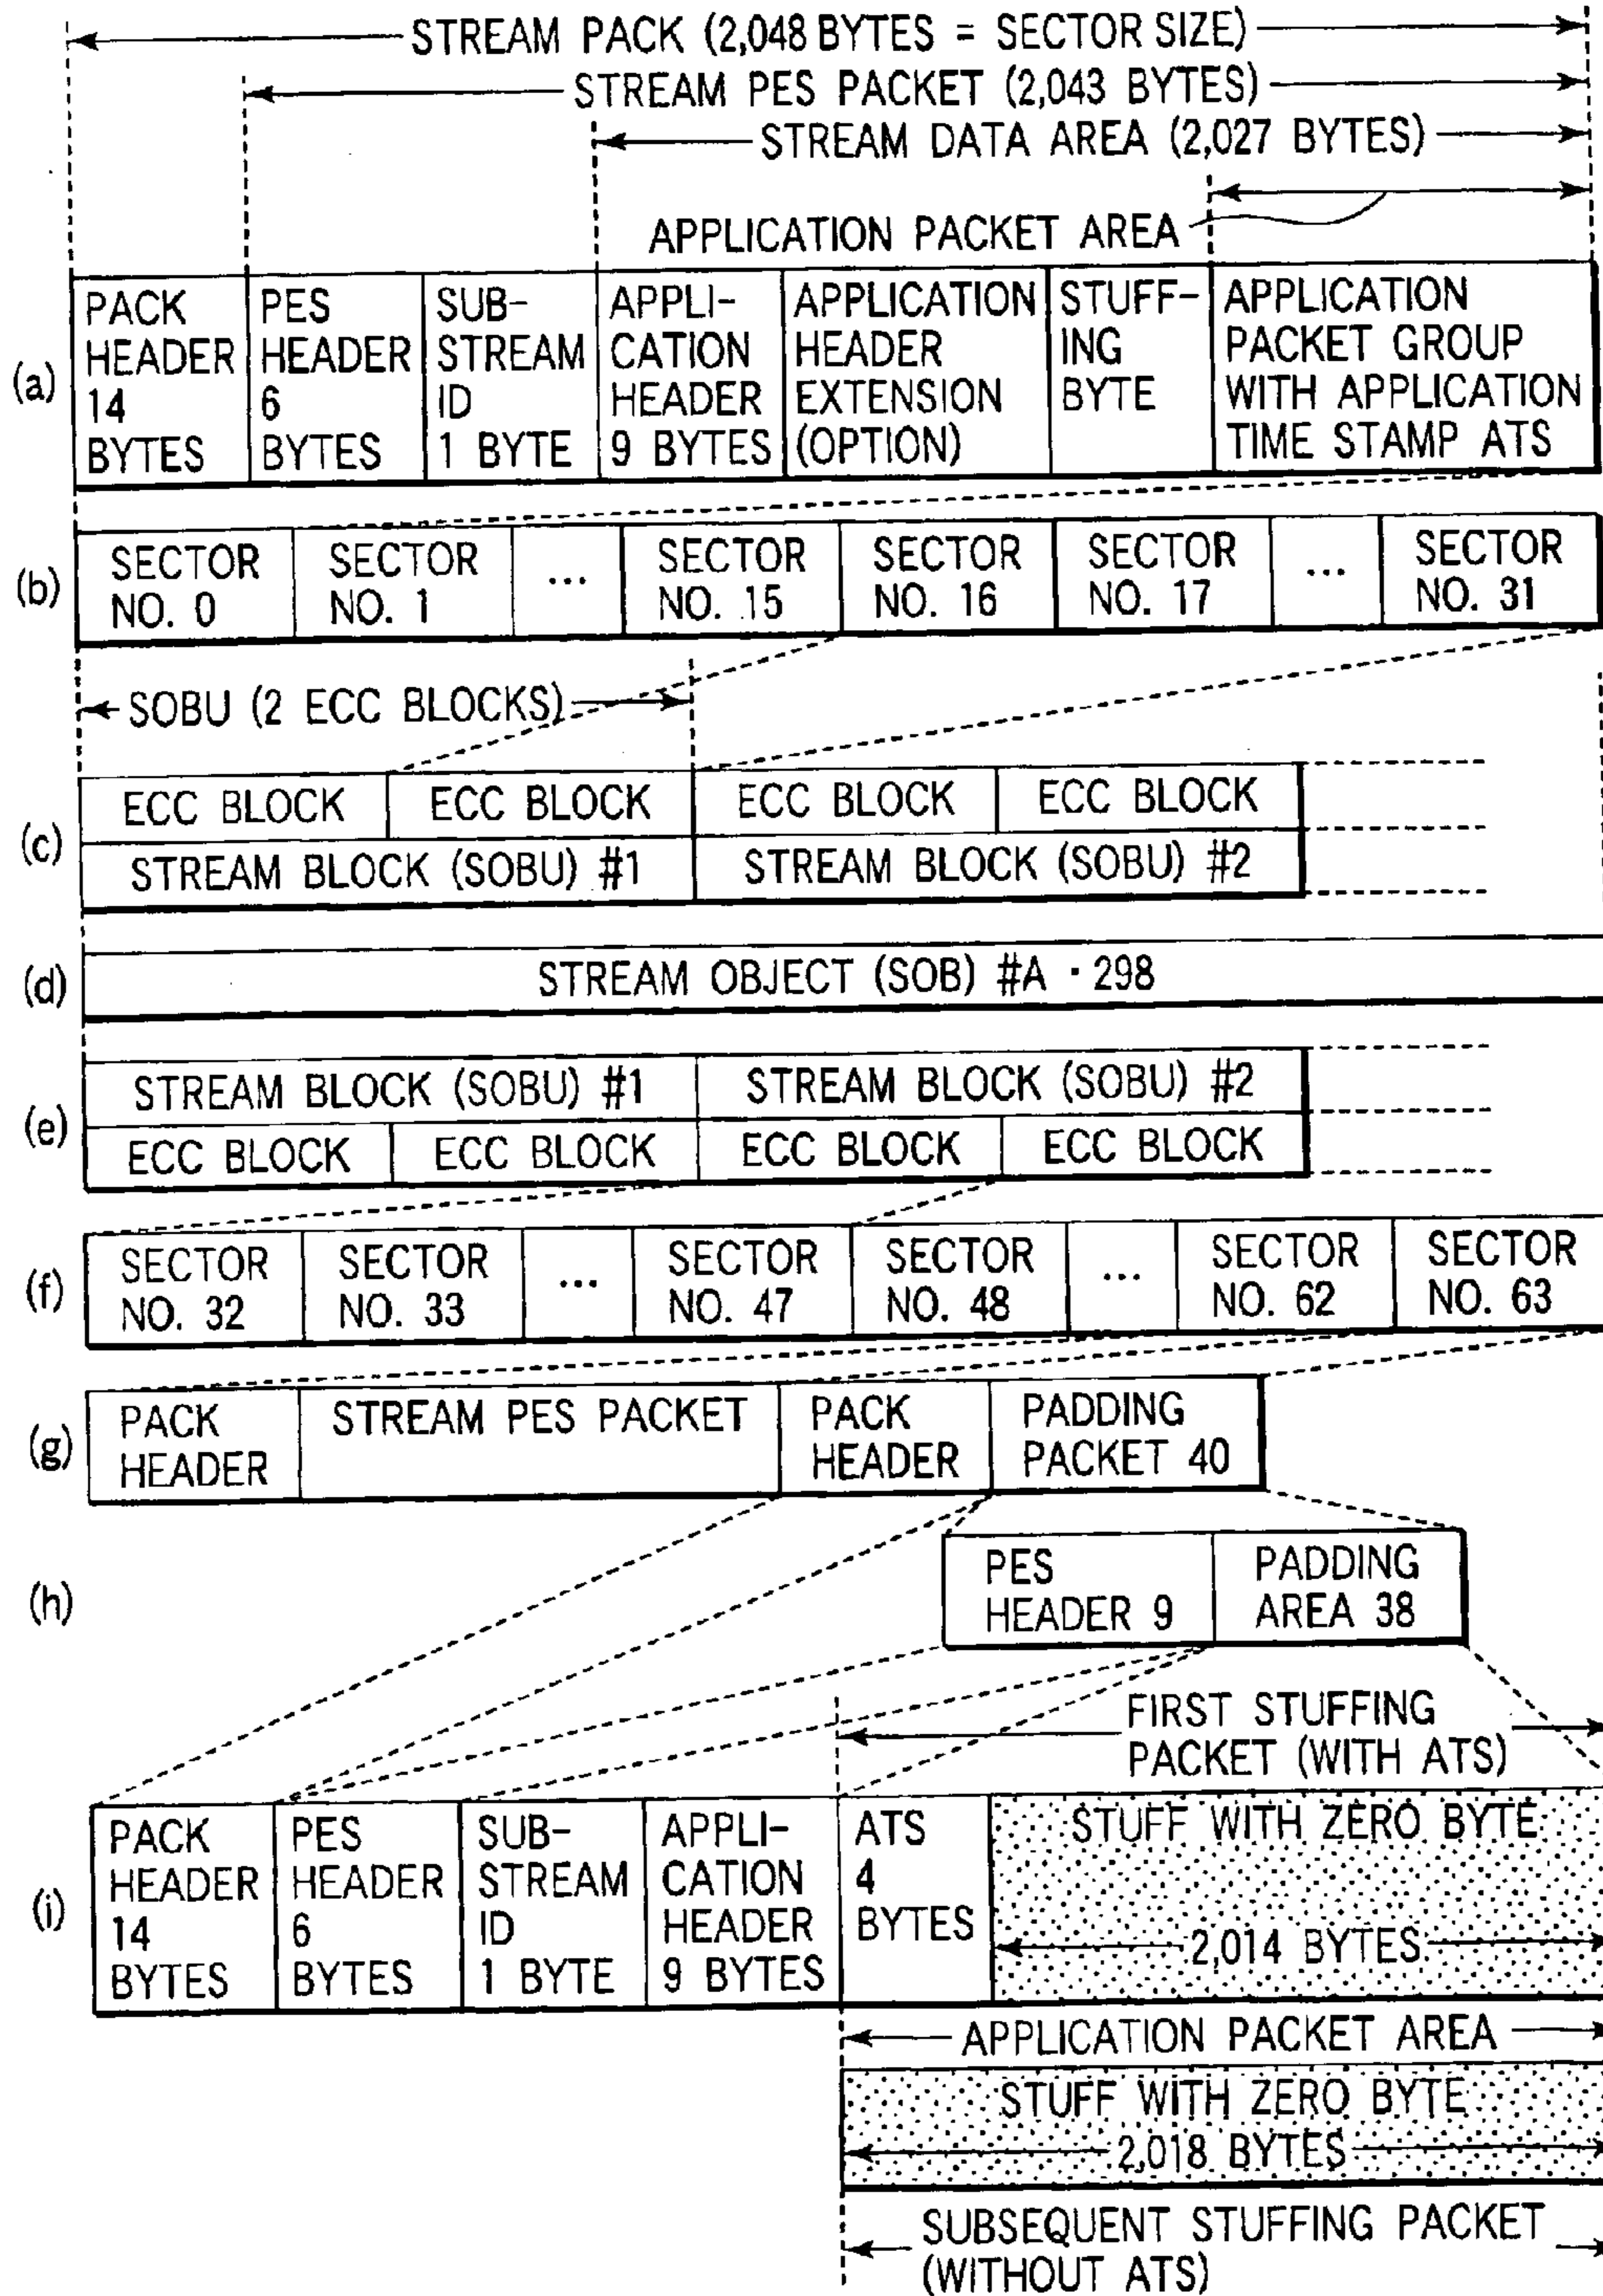 STREAM PACK (2,048 BYTES = SECTOR SIZE)
STREAM PES PACKET (2,043 BYTES)
STREAM DATA AREA (2,027 BYTES)
APPLICATION PACKET AREA
(a)
PACK
HEADER
14
BYTES
PES
HEADER
6
BYTES
SUB-
STREAM
ID
1 BYTE
APPLI-
CATION
HEADER
9 BYTES
APPLICATION
HEADER
EXTENSION
(OPTION)
STUFF-
ING
BYTE
APPLICATION
PACKET GROUP
WITH APPLICATION
TIME STAMP ATS
(b)
SECTOR
NO. 0
SECTOR
NO. 1
...
SECTOR
NO. 15
SECTOR
NO. 16
SECTOR
NO. 17
...
SECTOR
NO. 31
SOBU (2 ECC BLOCKS)
(c)
ECC BLOCK
ECC BLOCK
ECC BLOCK
ECC BLOCK
STREAM BLOCK (SOBU) #1
STREAM BLOCK (SOBU) #2
(d)
STREAM OBJECT (SOB) #A · 298
(e)
STREAM BLOCK (SOBU) #1
STREAM BLOCK (SOBU) #2
ECC BLOCK
ECC BLOCK
ECC BLOCK
ECC BLOCK
(f)
SECTOR
NO. 32
SECTOR
NO. 33
...
SECTOR
NO. 47
SECTOR
NO. 48
...
SECTOR
NO. 62
SECTOR
NO. 63
(g)
PACK
HEADER
STREAM PES PACKET
PACK
HEADER
PADDING
PACKET 40
(h)
PES
HEADER 9
PADDING
AREA 38
FIRST STUFFING
PACKET (WITH ATS)
(i)
PACK
HEADER
14
BYTES
PES
HEADER
6
BYTES
SUB-
STREAM
ID
1 BYTE
APPLI-
CATION
HEADER
9 BYTES
ATS
4
BYTES
STUFF WITH ZERO BYTE
2,014 BYTES
APPLICATION PACKET AREA
STUFF WITH ZERO BYTE
2,018 BYTES
SUBSEQUENT STUFFING PACKET
(WITHOUT ATS)